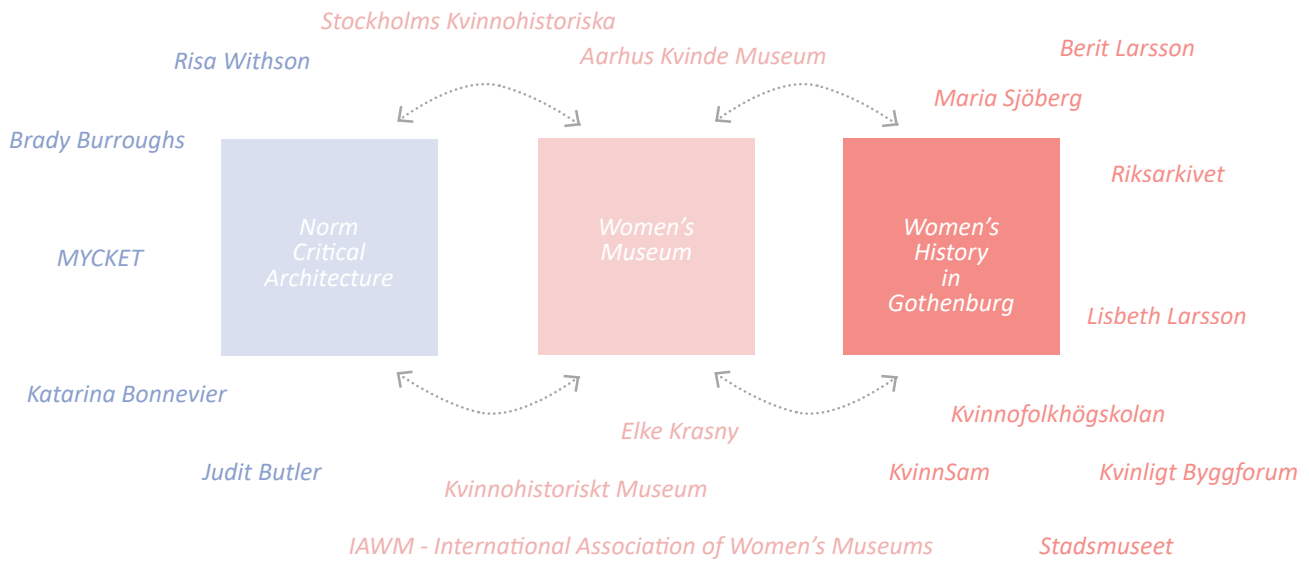 Stockholms Kvinnohistoriska
Berit Larsson
Risa Withson
Aarhus Kvinde Museum
Maria Sjöberg
Brady Burroughs
Riksarkivet
Norm
Critical
Architecture
Women's
Museum
Women's
History
in
Gothenburg
MYCKET
Lisbeth Larsson
Katarina Bonnevier
Kvinnofolkhögskolan
Elke Krasny
Judit Butler
KvinnSam
Kvinligt Byggforum
Kvinnohistoriskt Museum
IAWM - International Association of Women's Museums
Stadsmuseet